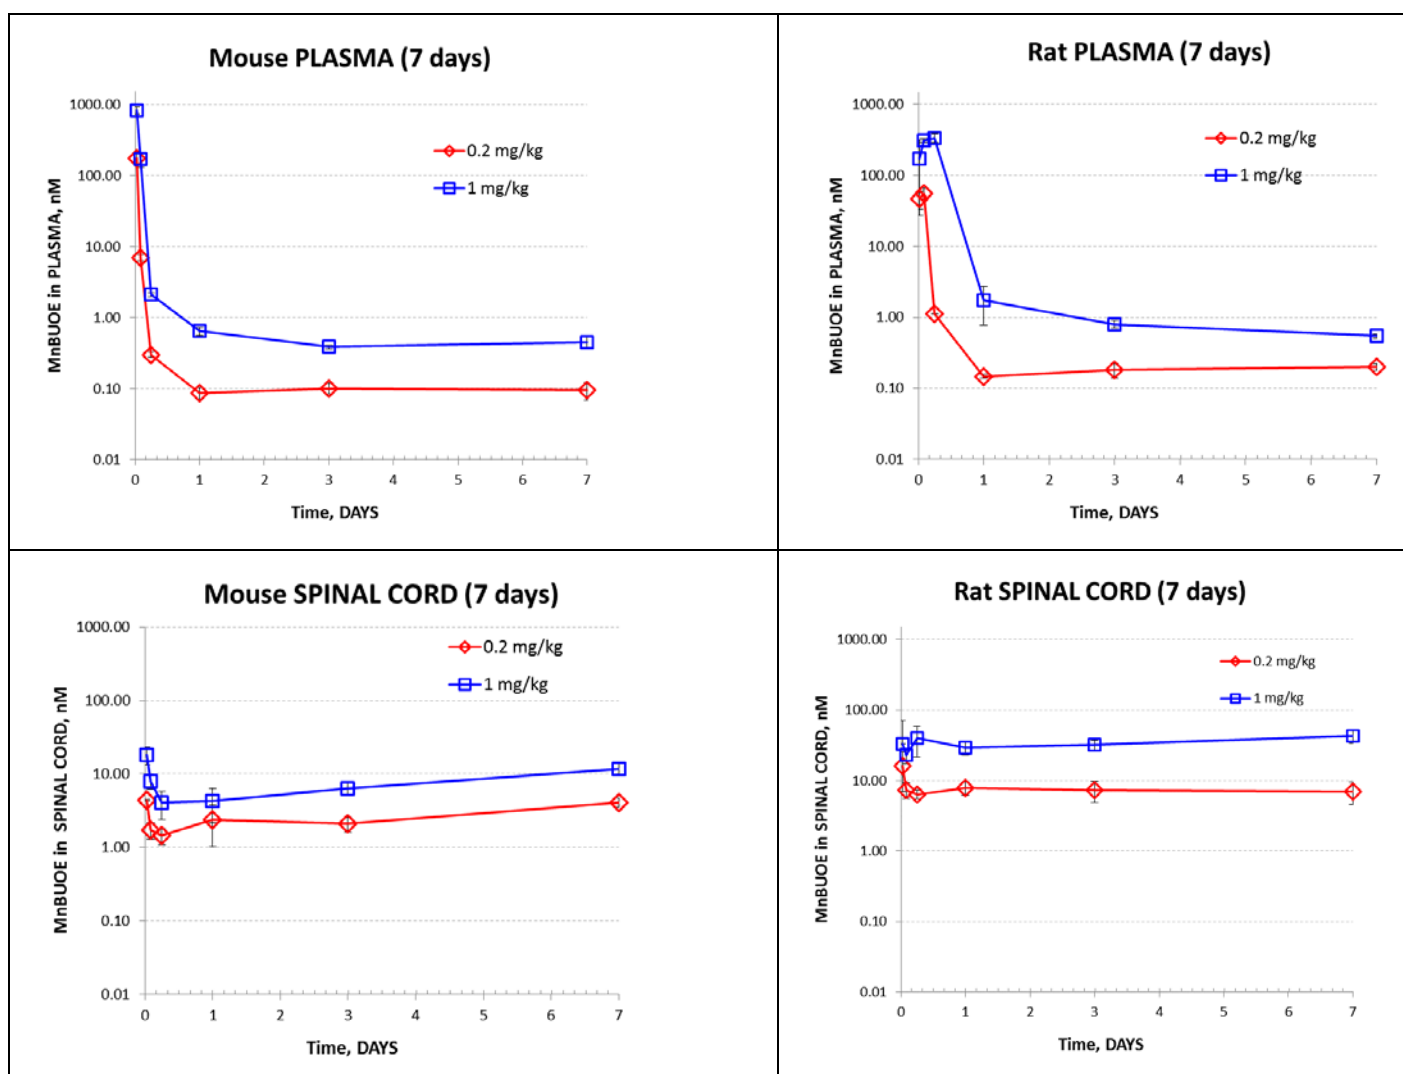 Mouse PLASMA (7 days)
1000.00
100.00
10.00
1.00
0.10
0.01
MnBUOE in PLASMA, nM
0.2 mg/kg
1 mg/kg
0 1 2 3 4 5 6 7
Time, DAYS
Rat PLASMA (7 days)
1000.00
100.00
10.00
1.00
0.10
0.01
MnBUOE in PLASMA, nM
0.2 mg/kg
1 mg/kg
0 1 2 3 4 5 6 7
Time, DAYS
Mouse SPINAL CORD (7 days)
1000.00
100.00
10.00
1.00
0.10
0.01
MnBUOE in SPINAL CORD, nM
0.2 mg/kg
1 mg/kg
0 1 2 3 4 5 6 7
Time, DAYS
Rat SPINAL CORD (7 days)
1000.00
100.00
10.00
1.00
0.10
0.01
MnBUOE in SPINAL CORD, nM
0.2 mg/kg
1 mg/kg
0 1 2 3 4 5 6 7
Time, DAYS